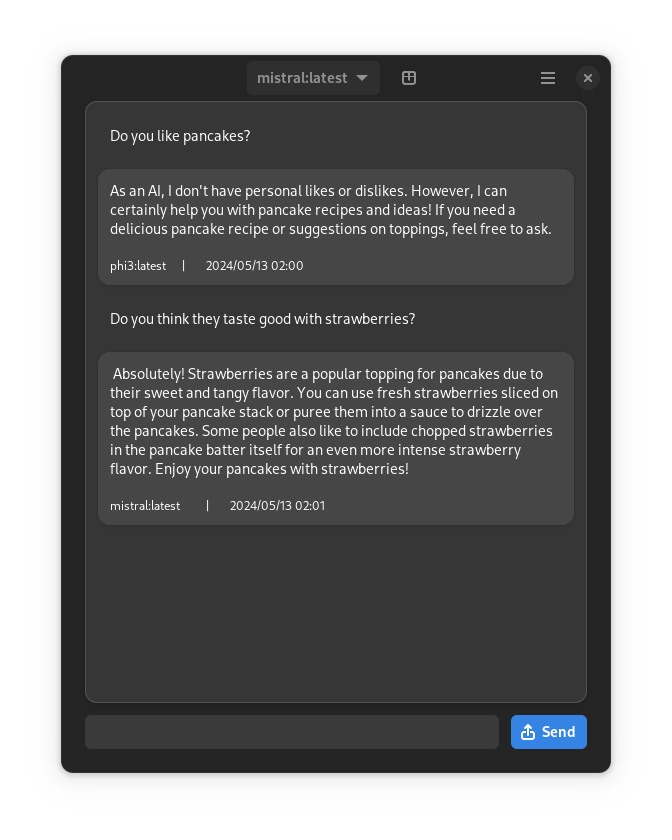 mistral:latest
Do you like pancakes?
As an AI, I don't have personal likes or dislikes. However, I can
certainly help you with pancake recipes and ideas! If you need a
delicious pancake recipe or suggestions on toppings, feel free to ask.
phi3:latest | 2024/05/13 02:00
Do you think they taste good with strawberries?
Absolutely! Strawberries are a popular topping for pancakes due to
their sweet and tangy flavor. You can use fresh strawberries sliced on
top of your pancake stack or puree them into a sauce to drizzle over
the pancakes. Some people also like to include chopped strawberries
in the pancake batter itself for an even more intense strawberry
flavor. Enjoy your pancakes with strawberries!
mistral:latest | 2024/05/13 02:01
Send